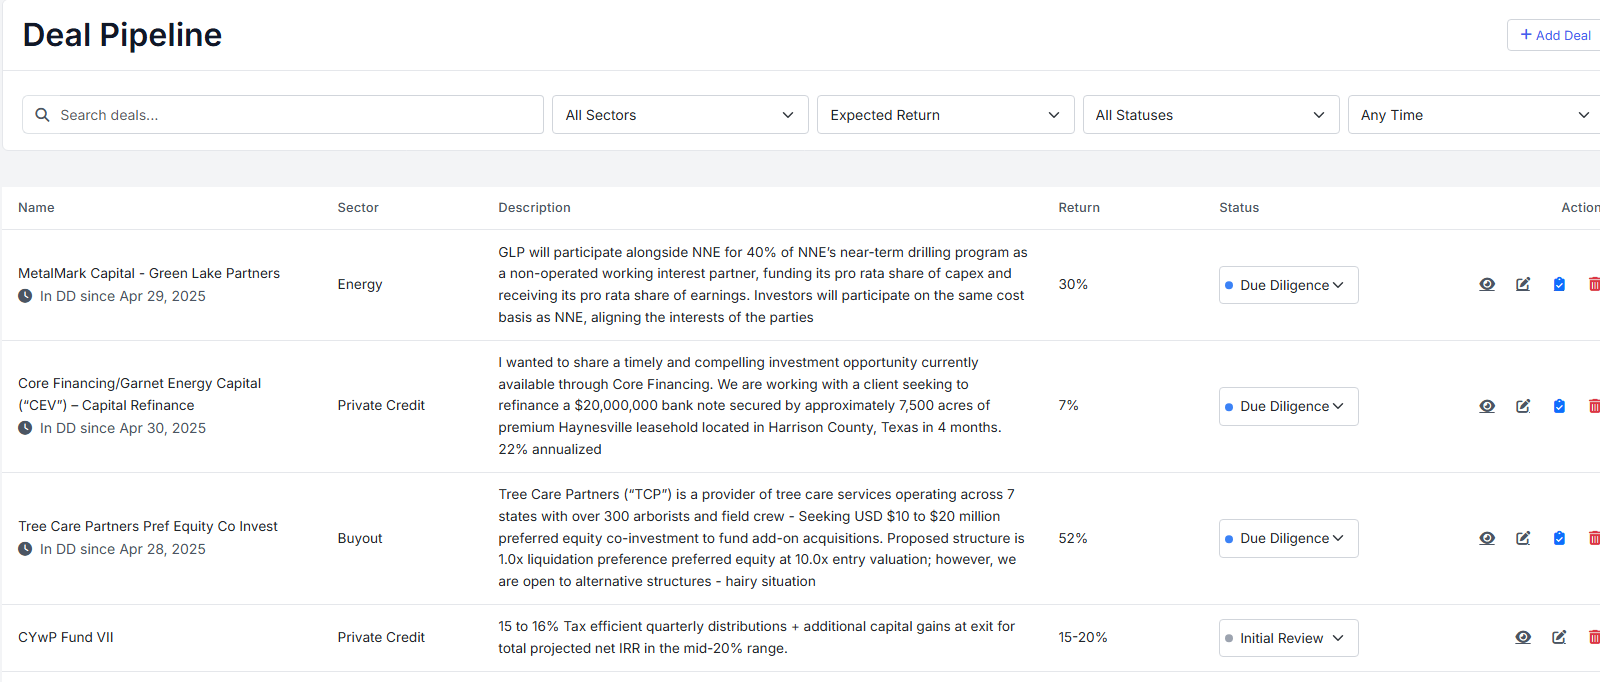 Deal Pipeline
+ Add Deal
Search deals...
All Sectors
Expected Return
All Statuses
Any Time
Name Sector Description Return Status Action
MetalMark Capital - Green Lake Partners
In DD since Apr 29, 2025
Energy
GLP will participate alongside NNE for 40% of NNE’s near-term drilling program as
a non-operated working interest partner, funding its pro rata share of capex and
receiving its pro rata share of earnings. Investors will participate on the same cost
basis as NNE, aligning the interests of the parties
30%
Due Diligence
Core Financing/Garnet Energy Capital
(“CEV”) – Capital Refinance
In DD since Apr 30, 2025
Private Credit
I wanted to share a timely and compelling investment opportunity currently
available through Core Financing. We are working with a client seeking to
refinance a $20,000,000 bank note secured by approximately 7,500 acres of
premium Haynesville leasehold located in Harrison County, Texas in 4 months.
22% annualized
7%
Due Diligence
Tree Care Partners Pref Equity Co Invest
In DD since Apr 28, 2025
Buyout
Tree Care Partners (“TCP”) is a provider of tree care services operating across 7
states with over 300 arborists and field crew - Seeking USD $10 to $20 million
preferred equity co-investment to fund add-on acquisitions. Proposed structure is
1.0x liquidation preference preferred equity at 10.0x entry valuation; however, we
are open to alternative structures - hairy situation
52%
Due Diligence
CYwP Fund VII
Private Credit
15 to 16% Tax efficient quarterly distributions + additional capital gains at exit for
total projected net IRR in the mid-20% range.
15-20%
Initial Review